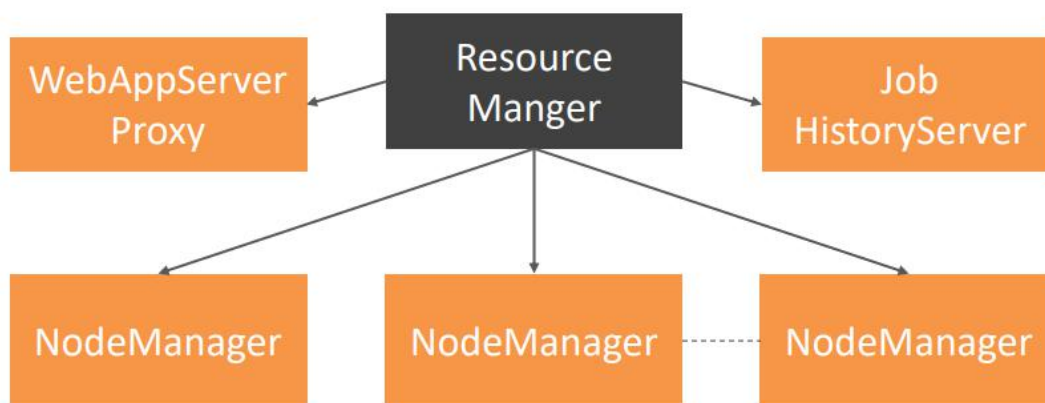 WebAppServer
Proxy
Resource
Manger
Job
HistoryServer
NodeManager
NodeManager
NodeManager